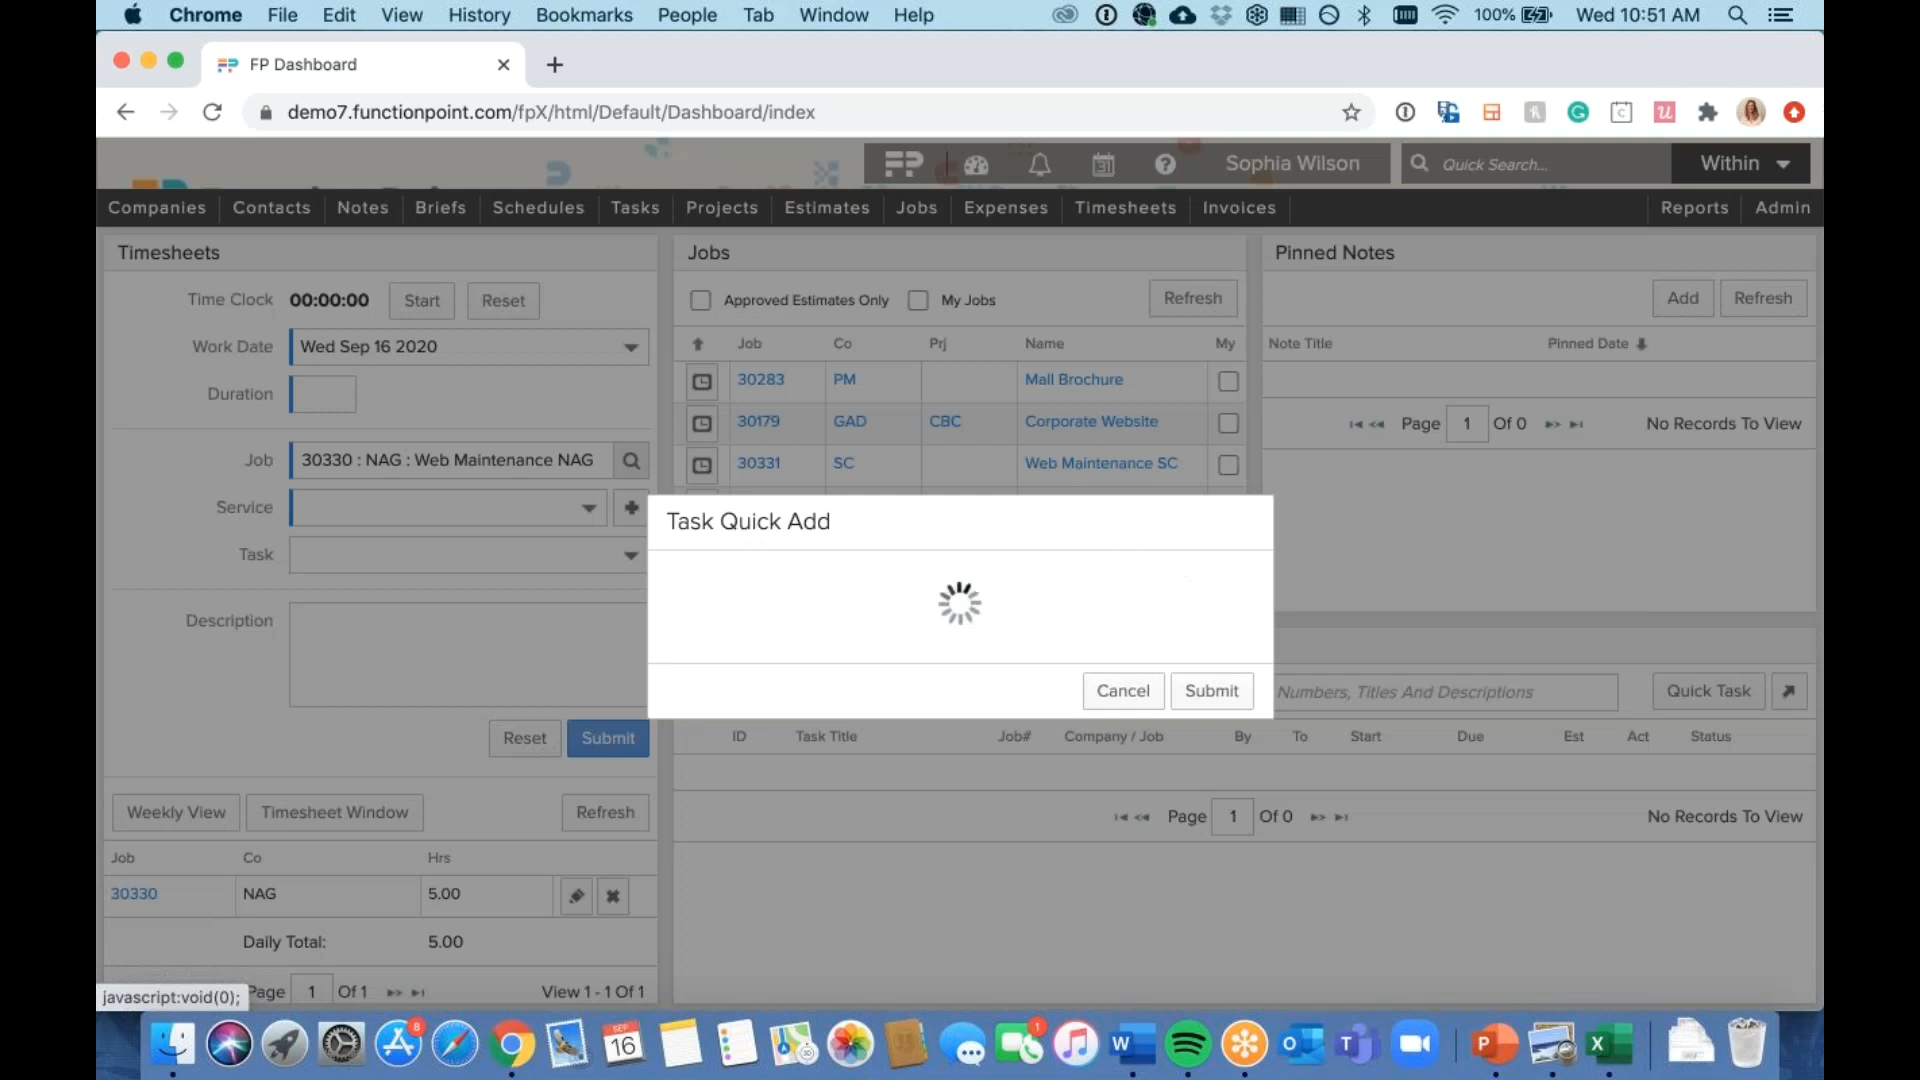 Chrome File Edit View History Bookmarks People Tab Window Help 100% Wed 10:51 AM
FP Dashboard
demo7.functionpoint.com/fpX/html/Default/Dashboard/index
FP Sophia Wilson Quick Search... Within
Companies Contacts Notes Briefs Schedules Tasks Projects Estimates Jobs Expenses Timesheets Invoices Reports Admin
Timesheets
Time Clock 00:00:00 Start Reset
Work Date Wed Sep 16 2020
Duration
Job 30330 : NAG : Web Maintenance NAG
Service
Task
Description
Reset Submit
Weekly View Timesheet Window Refresh
Job Co Hrs
30330 NAG 5.00
Daily Total: 5.00
Page 1 Of 1 View 1 - 1 Of 1
javascript:void(0);
Jobs
Approved Estimates Only My Jobs Refresh
Job Co Prj Name My
30283 PM Mall Brochure
30179 GAD CBC Corporate Website
30331 SC Web Maintenance SC
Pinned Notes
Add Refresh
Note Title Pinned Date
Page 1 Of 0 No Records To View
Task Quick Add
Cancel Submit
Numbers, Titles And Descriptions Quick Task
ID Task Title Job# Company / Job By To Start Due Est Act Status
Page 1 Of 0 No Records To View
8
SEP
16
1